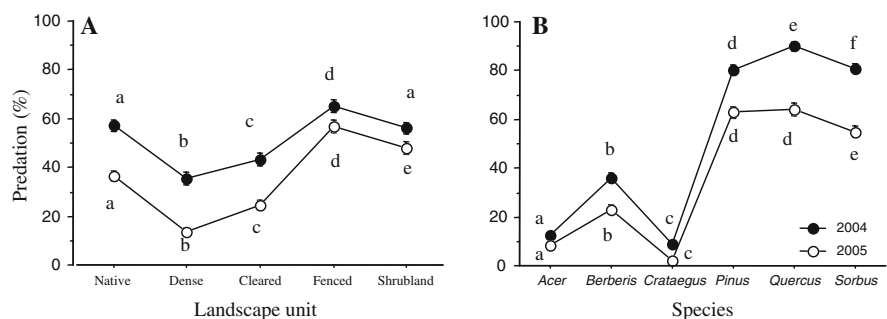 A
Predation (%)
100
80
60
40
20
0
a
b
c
d
a
a
b
c
d
e
Native Dense Cleared Fenced Shrubland
Landscape unit
B
100
80
60
40
20
0
a
b
c
d
e
f
a
b
c
d
d
e
2004
2005
Acer Berberis Crataegus Pinus Quercus Sorbus
Species